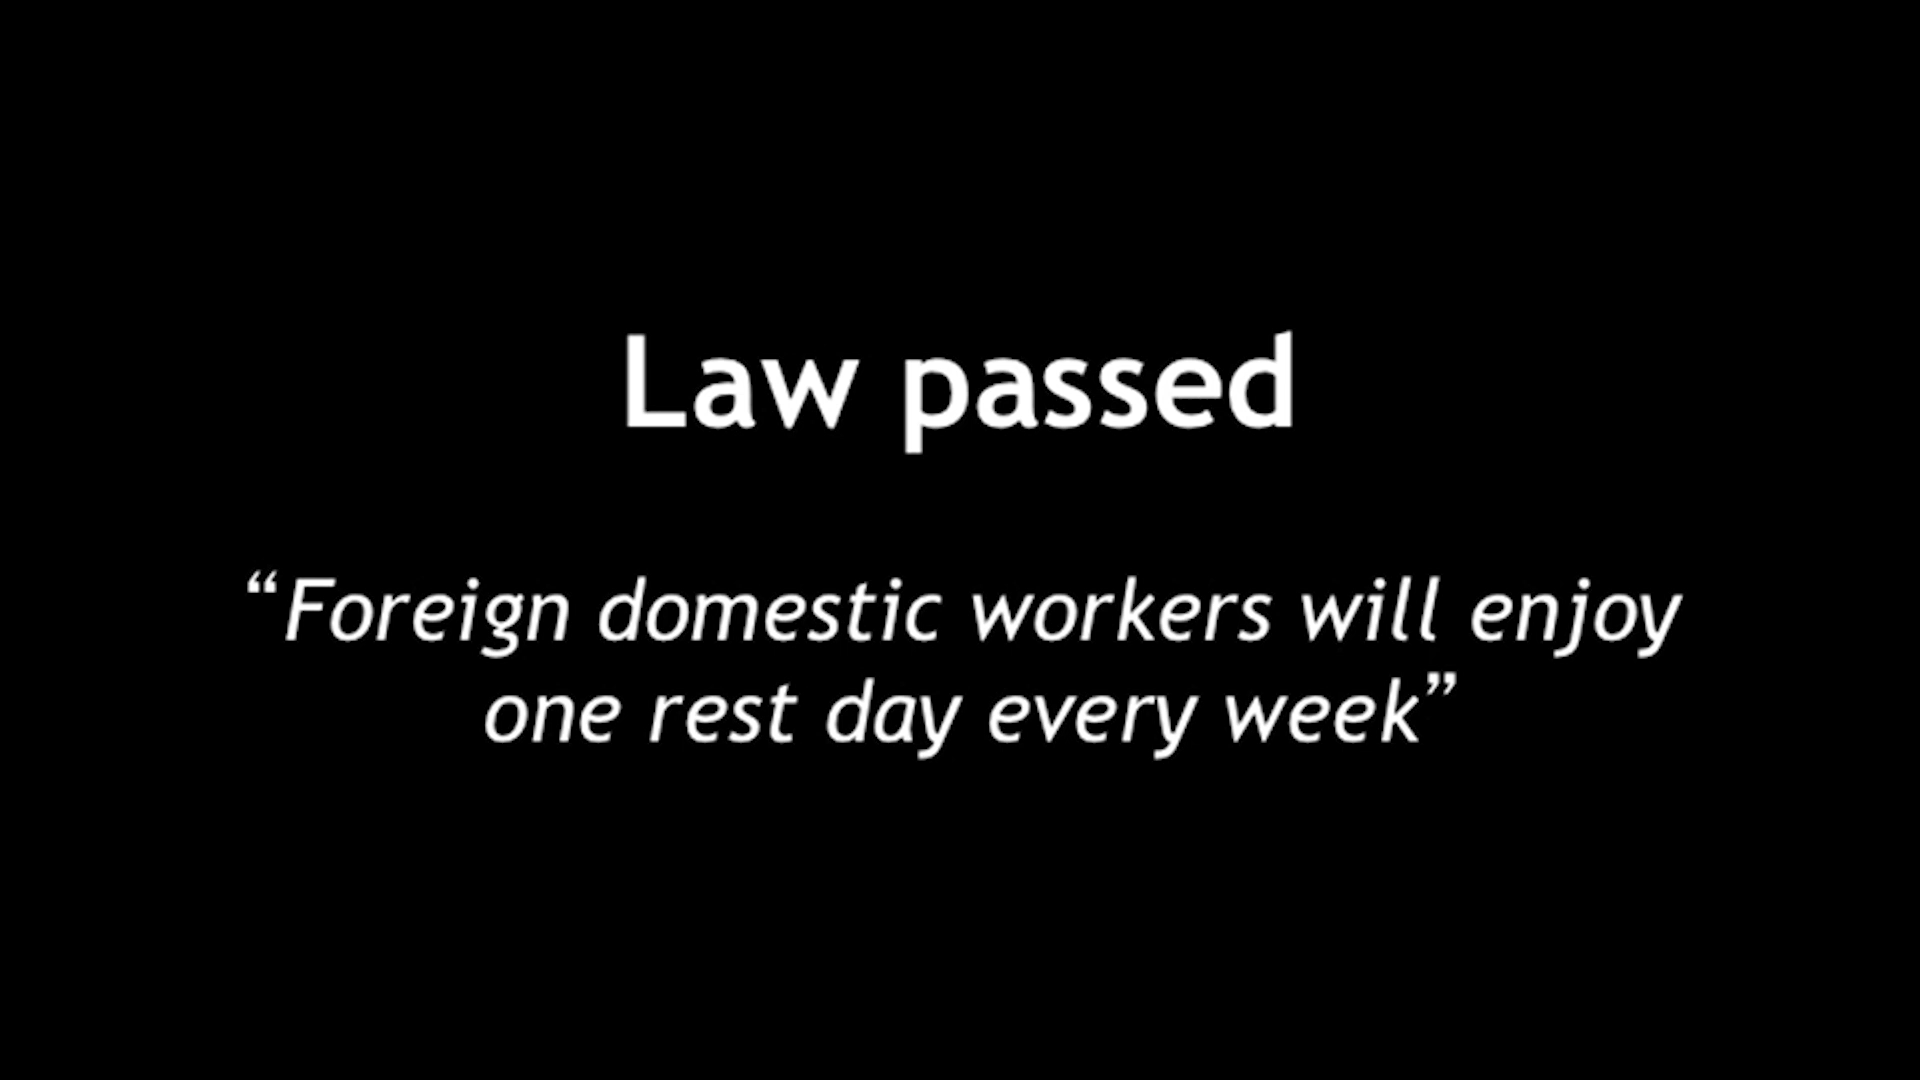 Law passed
“Foreign domestic workers will enjoy
one rest day every week”